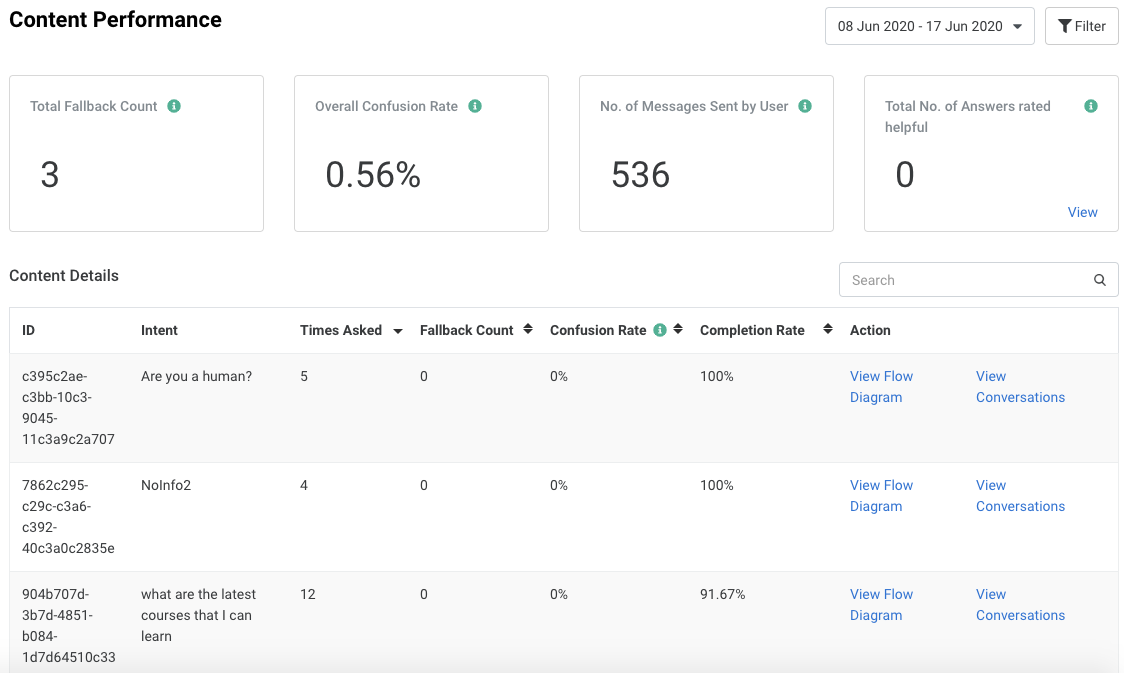 Content Performance
08 Jun 2020 - 17 Jun 2020
Filter
Total Fallback Count
3
Overall Confusion Rate
0.56%
No. of Messages Sent by User
536
Total No. of Answers rated
helpful
0
View
Content Details
Search
ID Intent Times Asked Fallback Count Confusion Rate Completion Rate Action
c395c2ae- Are you a human? 5 0 0% 100% View Flow View
c3bb-10c3- Diagram Conversations
9045-
11c3a9c2a707
7862c295- NoInfo2 4 0 0% 100% View Flow View
c29c-c3a6- Diagram Conversations
c392-
40c3a0c2835e
904b707d- what are the latest 12 0 0% 91.67% View Flow View
3b7d-4851- courses that I can Diagram Conversations
b084- learn
1d7d64510c33